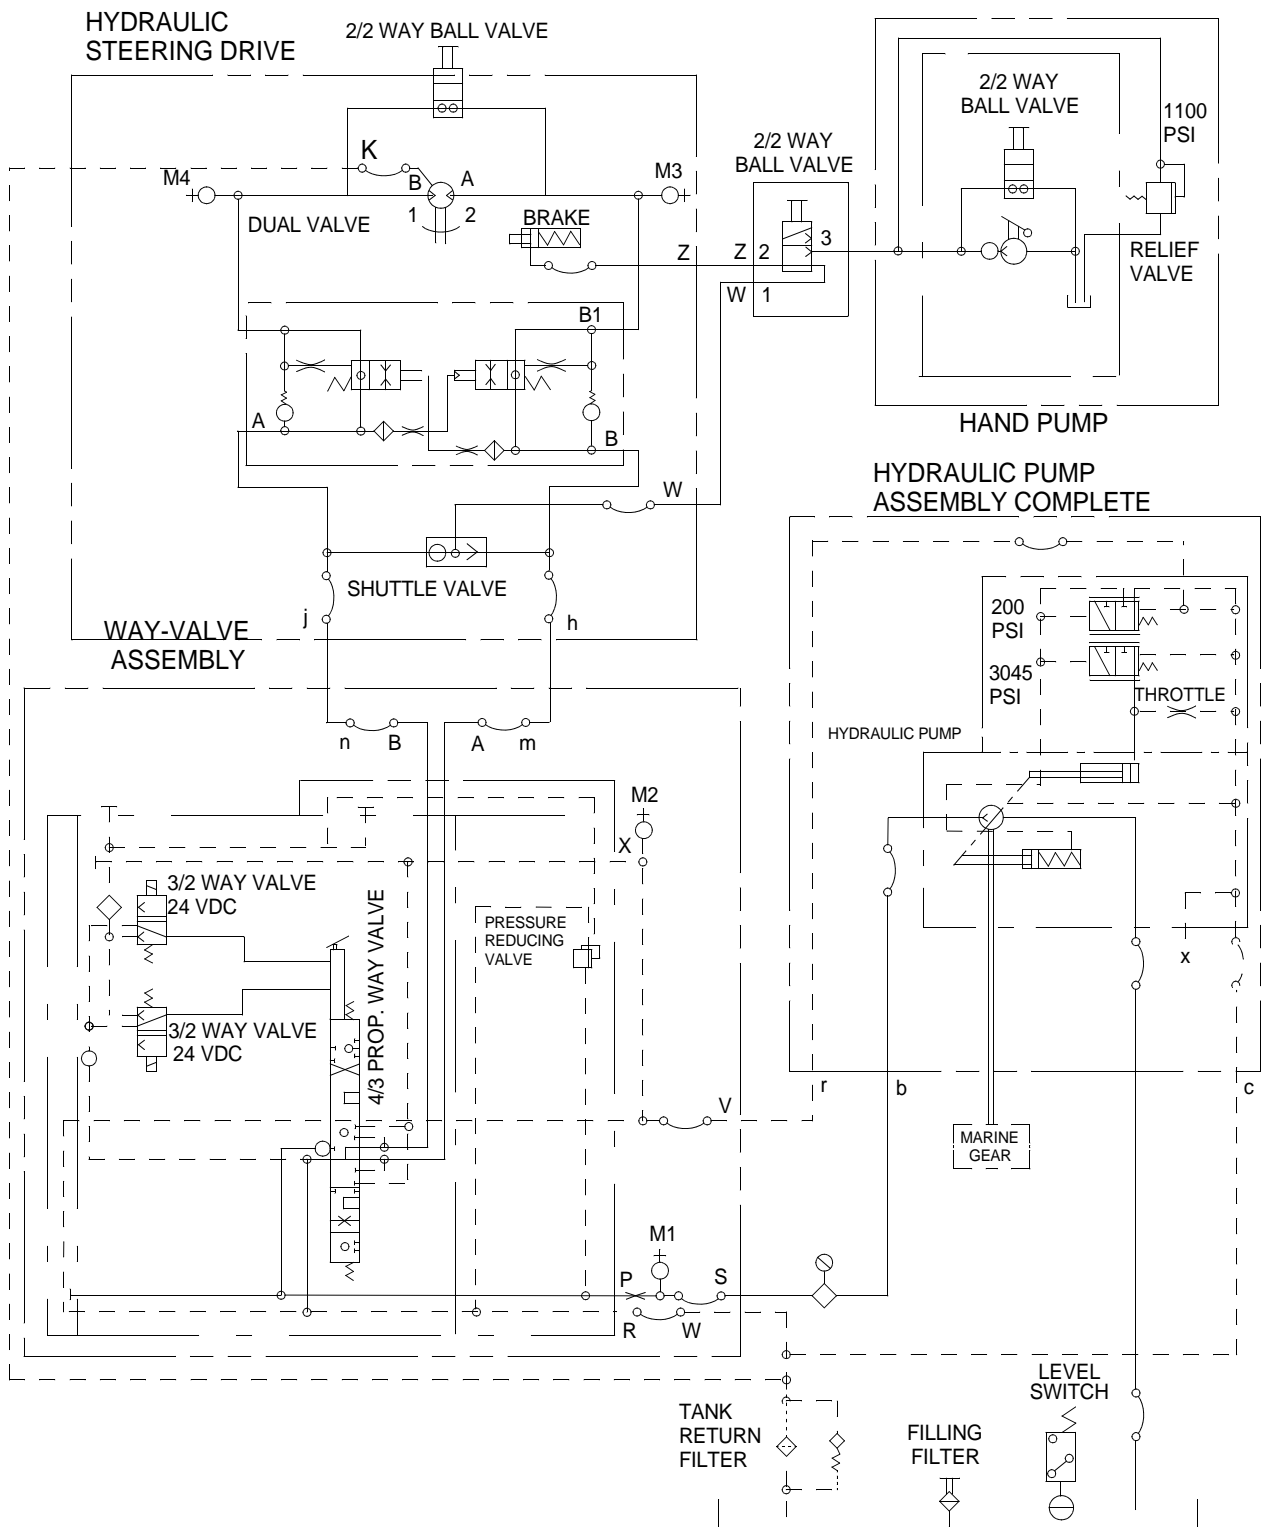 HYDRAULIC
STEERING DRIVE
2/2 WAY BALL VALVE
2/2 WAY
BALL VALVE
1100
PSI
2/2 WAY
BALL VALVE
K
M4
B
A
M3
1
2
DUAL VALVE
BRAKE
3
Z
Z
2
W
1
RELIEF
VALVE
B1
A
B
HAND PUMP
W
HYDRAULIC PUMP
ASSEMBLY COMPLETE
SHUTTLE VALVE
j
h
200
PSI
WAY-VALVE
ASSEMBLY
3045
PSI
THROTTLE
n
B
A
m
HYDRAULIC PUMP
M2
X
3/2 WAY VALVE
24 VDC
4/3 PROP. WAY VALVE
PRESSURE
REDUCING
VALVE
x
3/2 WAY VALVE
24 VDC
r
b
c
V
MARINE
GEAR
M1
P
S
R
W
TANK
RETURN
FILTER
FILLING
FILTER
LEVEL
SWITCH